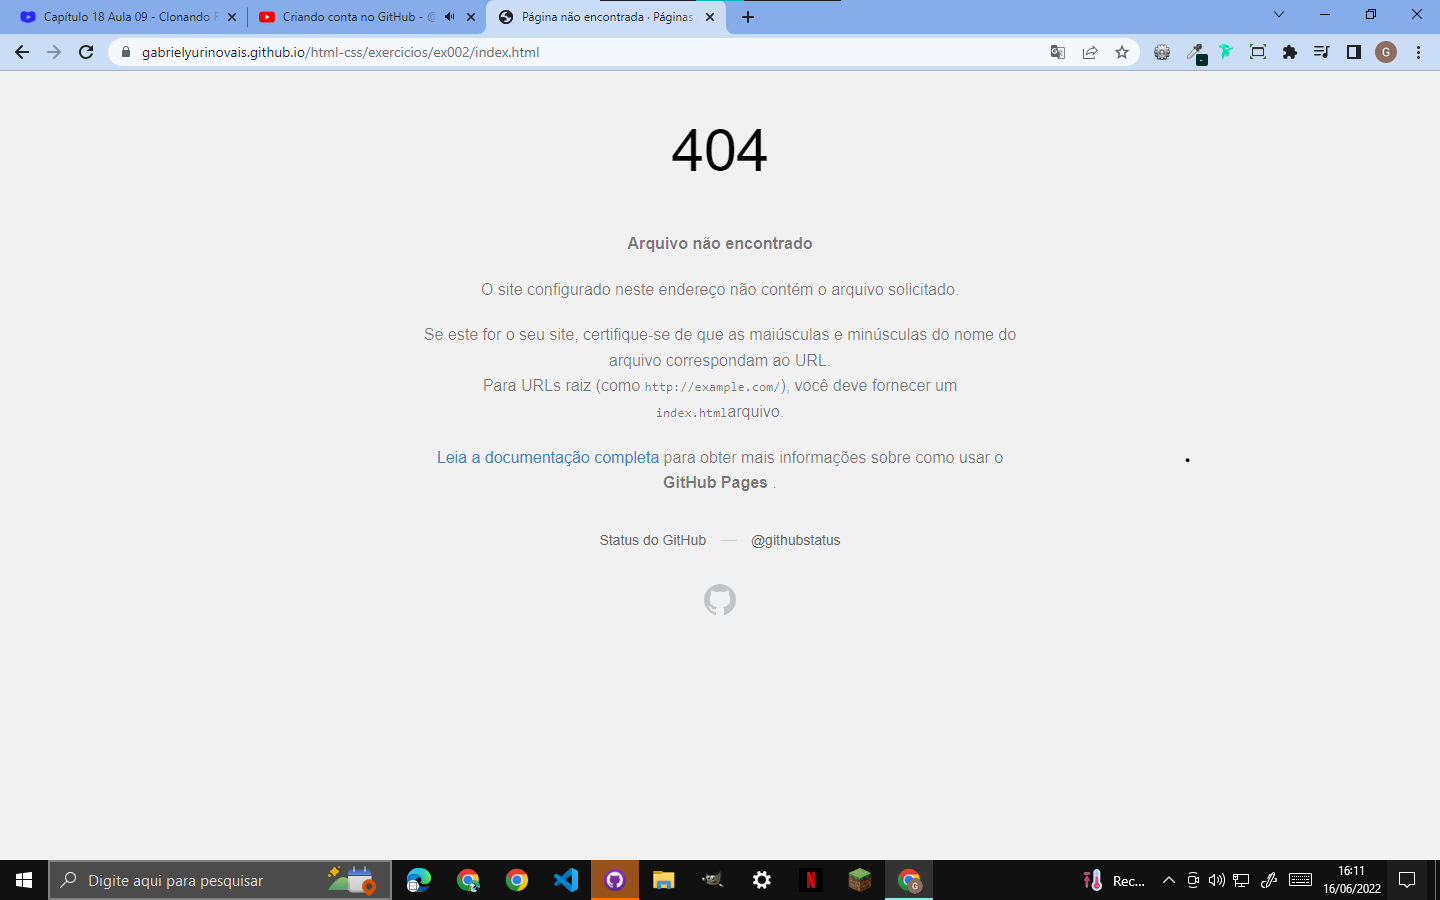 Capítulo 18 Aula 09 - Clonando
Criando conta no GitHub -
Página não encontrada · Páginas
gabrielyurinovais.github.io/html-css/exercicios/ex002/index.html
G
404
Arquivo não encontrado
O site configurado neste endereço não contém o arquivo solicitado.
Se este for o seu site, certifique-se de que as maiúsculas e minúsculas do nome do
arquivo correspondam ao URL.
Para URLs raiz (como http://example.com/), você deve fornecer um
index.htmlarquivo.
Leia a documentação completa para obter mais informações sobre como usar o
GitHub Pages .
Status do GitHub — @githubstatus
Digite aqui para pesquisar
N
G
Rec...
16:11
16/06/2022